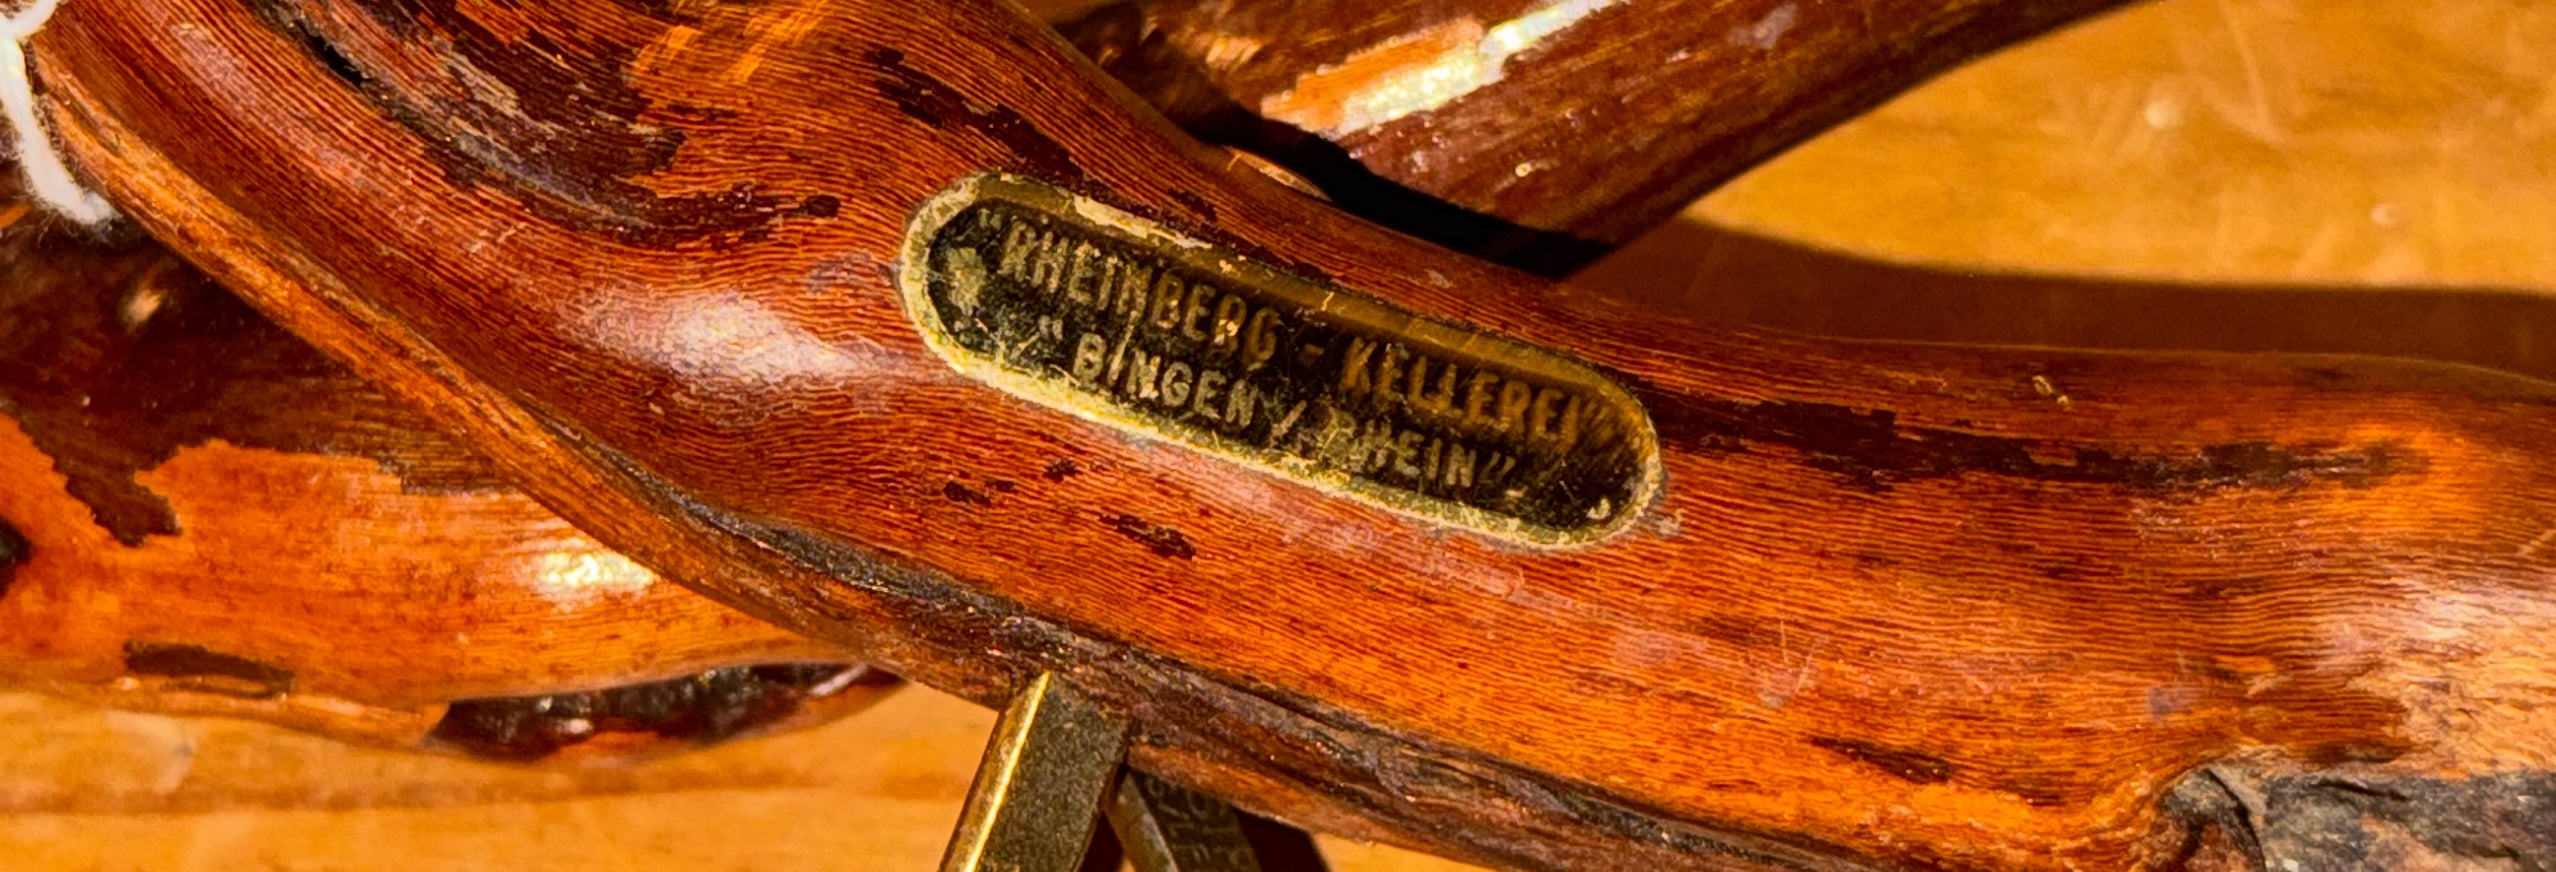 "RHEINBERG - KELLEREI"
"BINGEN / RHEIN"